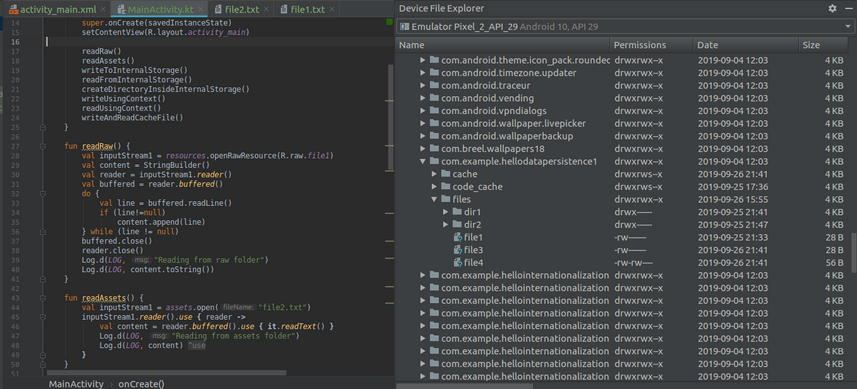 activity_main.xml
MainActivity.kt
file2.txt
file1.txt
14 super.onCreate(savedInstanceState)
15 setContentView(R.layout.activity_main)
16
17
18 readRaw()
19 readAssets()
20 writeToInternalStorage()
21 readFromInternalStorage()
22 createDirectoryInsideInternalStorage()
23 writeUsingContext()
24 readUsingContext()
25 writeAndReadCacheFile()
26 }
27 fun readRaw() {
28 val inputStream1 = resources.openRawResource(R.raw.file1)
29 val content = StringBuilder()
30 val reader = inputStream1.reader()
31 val buffered = reader.buffered()
32 do {
33 val line = buffered.readLine()
34 if (line!=null)
35 content.append(line)
36 } while (line != null)
37 buffered.close()
38 reader.close()
39 Log.d(LOG, msg: "Reading from raw folder")
40 Log.d(LOG, content.toString())
41 }
42
43 fun readAssets() {
44 val inputStream1 = assets.open( fileName: "file2.txt")
45 inputStream1.reader().use { reader ->
46 val content = reader.buffered().use { it.readText() }
47 Log.d(LOG, msg: "Reading from assets folder")
48 Log.d(LOG, content) ^use
49 }
50 }
51
MainActivity › onCreate()
Device File Explorer
Emulator Pixel_2_API_29 Android 10, API 29
Name Permissions Date Size
com.android.theme.icon_pack.rounded drwxrwx--x 2019-09-04 12:03 4 KB
com.android.timezone.updater drwxrwx--x 2019-09-04 12:03 4 KB
com.android.traceur drwxrwx--x 2019-09-04 12:03 4 KB
com.android.vending drwxrwx--x 2019-09-04 12:03 4 KB
com.android.vpndialogs drwxrwx--x 2019-09-04 12:03 4 KB
com.android.wallpaper.livepicker drwxrwx--x 2019-09-04 12:03 4 KB
com.android.wallpaperbackup drwxrwx--x 2019-09-04 12:03 4 KB
com.breel.wallpapers18 drwxrwx--x 2019-09-04 12:03 4 KB
com.example.hellodatapersistence1 drwxrwx--x 2019-09-04 12:03 4 KB
cache drwxrws--x 2019-09-26 21:41 4 KB
code_cache drwxrws--x 2019-09-25 17:36 4 KB
files drwxrwx--x 2019-09-26 15:55 4 KB
dir1 drwx------ 2019-09-25 21:41 4 KB
dir2 drwx------ 2019-09-25 21:47 4 KB
file1 -rw------- 2019-09-25 21:33 28 B
file3 -rw------- 2019-09-26 21:41 28 B
file4 -rw-rw---- 2019-09-26 21:41 56 B
com.example.hellointernationalization drwxrwx--x 2019-09-04 12:03 4 KB
com.example.hellointernationalization drwxrwx--x 2019-09-04 12:03 4 KB
com.example.hellointernationalization drwxrwx--x 2019-09-04 12:03 4 KB
com.example.hellointernationalization drwxrwx--x 2019-09-04 12:03 4 KB
com.example.hellointernationalization drwxrwx--x 2019-09-04 12:03 4 KB
com.example.hellointernationalization drwxrwx--x 2019-09-04 12:03 4 KB
com.example.hellointernationalization drwxrwx--x 2019-09-04 12:03 4 KB
com.example.hellointernationalization drwxrwx--x 2019-09-04 12:03 4 KB
com.example.hellointernationalization drwxrwx--x 2019-09-04 12:03 4 KB